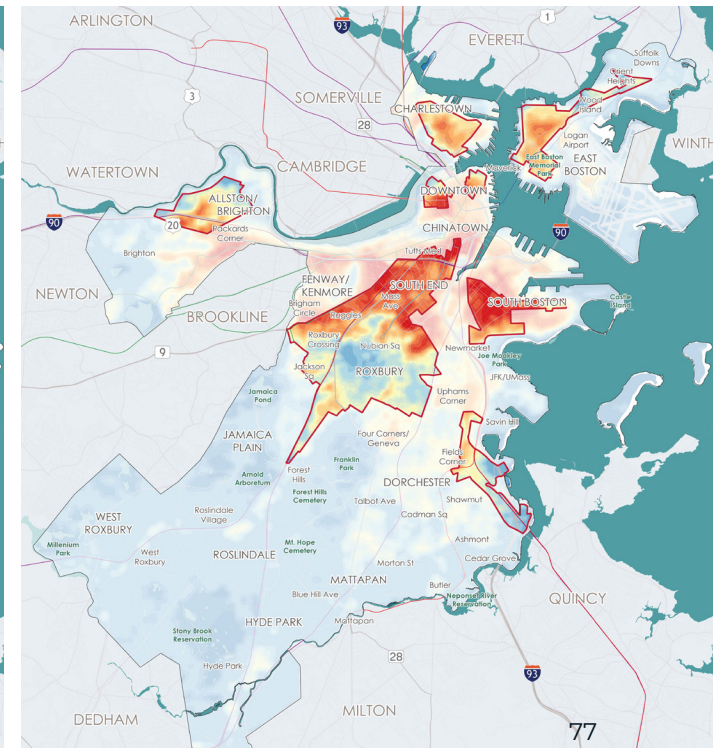 ARLINGTON
93
1
EVERETT
Suffolk
Downs
Orient
Heights
SOMERVILLE
3
28
CHARLESTOWN
Wood
Island
Logan
Airport
WINTH
WATERTOWN
CAMBRIDGE
Maverick
East Boston
Memorial
Park
EAST
BOSTON
DOWNTOWN
ALLSTON/
BRIGHTON
90
20
Packards
Corner
CHINATOWN
90
Brighton
Tufts Med
FENWAY/
KENMORE
SOUTH END
NEWTON
Mass
Ave
SOUTH BOSTON
Castle
Island
Brigham
Circle
BROOKLINE
Ruggles
Roxbury
Crossing
Nubian Sq
Newmarket
9
Joe Moakley
Park
Jackson
Sq
ROXBURY
JFK/UMass
Jamaica
Pond
Uphams
Corner
Savin Hill
JAMAICA
PLAIN
Four Corners/
Geneva
Fields
Corner
Franklin
Park
Arnold
Arboretum
Forest
Hills
DORCHESTER
Forest Hills
Cemetery
Shawmut
Talbot Ave
WEST
ROXBURY
Roslindale
Village
Codman Sq
Millenium
Park
West
Roxbury
ROSLINDALE
Mt. Hope
Cemetery
Ashmont
Cedar Grove
Morton St
MATTAPAN
Butler
Blue Hill Ave
Neponset River
Reservation
QUINCY
HYDE PARK
Mattapan
Stony Brook
Reservation
28
Hyde Park
93
DEDHAM
MILTON
77